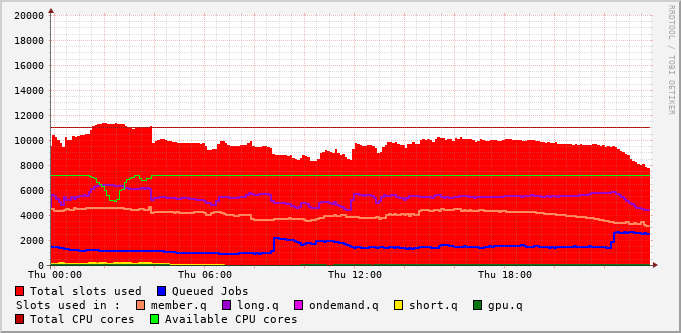 20000
18000
16000
14000
12000
10000
8000
6000
4000
2000
0
Thu 00:00 Thu 06:00 Thu 12:00 Thu 18:00
Total slots used Queued Jobs
Slots used in : member.q long.q ondemand.q short.q gpu.q
Total CPU cores Available CPU cores
RRDTOOL / TOBI OETIKER